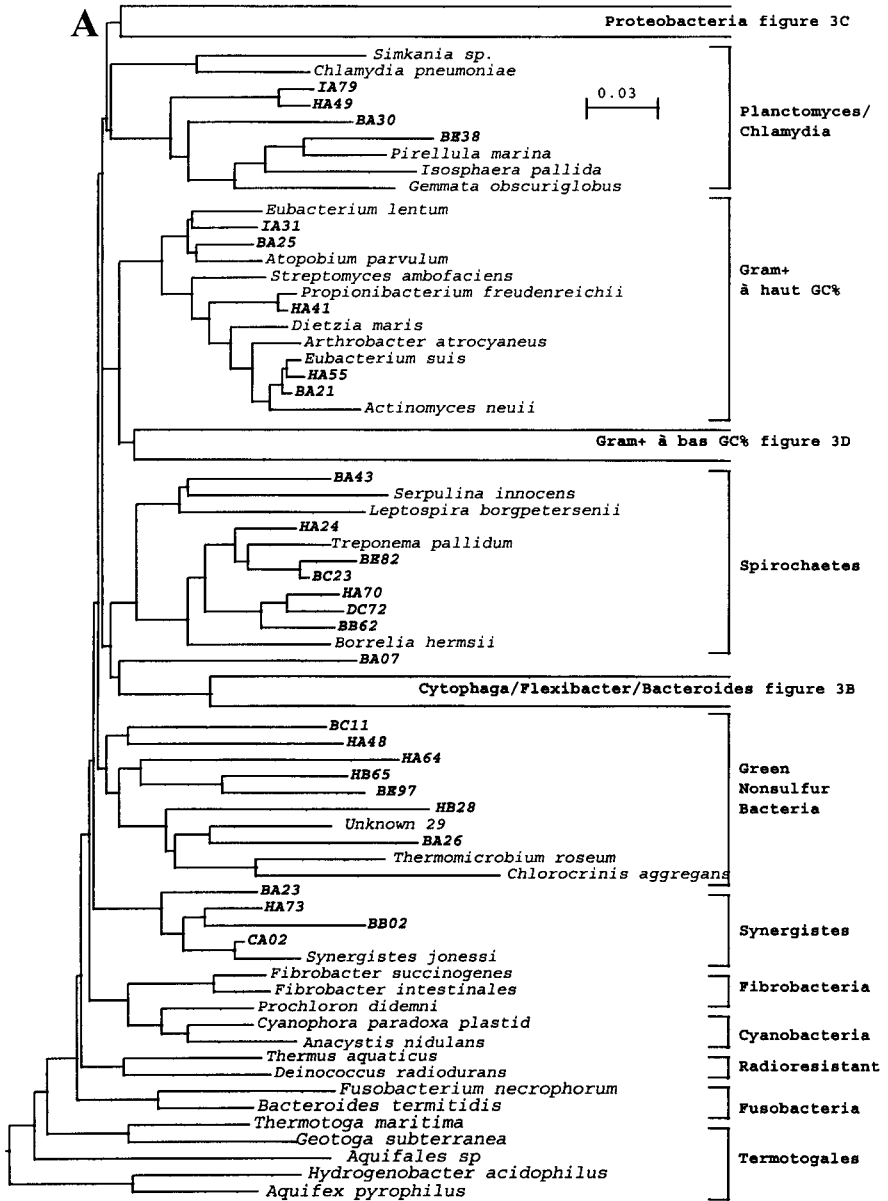 A
Proteobacteria figure 3C
Simkania sp.
Chlamydia pneumoniae
IA79
HA49
0.03
Planctomyces/
Chlamydia
BA30
BE38
Pirellula marina
Isosphaera pallida
Gemmata obscuriglobus
Eubacterium lentum
IA31
BA25
Atopobium parvulum
Streptomyces ambofaciens
Gram+
à haut GC%
Propionibacterium freudenreichii
HA41
Dietzia maris
Arthrobacter atrocyaneus
Eubacterium suis
HA55
BA21
Actinomyces neuii
Gram+ à bas GC% figure 3D
BA43
Serpulina innocens
Leptospira borgpetersenii
HA24
Treponema pallidum
BE82
Spirochaetes
BC23
HA70
DC72
BB62
Borrelia hermsii
BA07
Cytophaga/Flexibacter/Bacteroides figure 3B
BC11
HA48
HA64
HB65
BE97
Green
Nonsulfur
Bacteria
HB28
Unknown 29
BA26
Thermomicrobium roseum
Chlorocrinis aggregans
BA23
HA73
BB02
Synergistes
CA02
Synergistes jonessi
Fibrobacter succinogenes
Fibrobacter intestinales
Fibrobacteria
Prochloron didemni
Cyanophora paradoxa plastid
Cyanobacteria
Anacystis nidulans
Thermus aquaticus
Radioresistant
Deinococcus radiodurans
Fusobacterium necrophorum
Bacteroides termitidis
Fusobacteria
Thermotoga maritima
Geotoga subterranea
Aquifales sp
Termotogales
Hydrogenobacter acidophilus
Aquifex pyrophilus